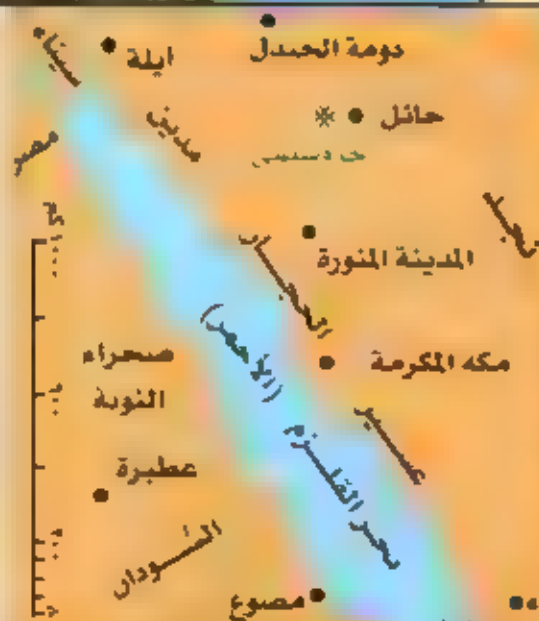 سيناء
ايلة
دومة الجندل
مصر
مدين
حائل
المدينة المنورة
الحجاز
(الأحمر)
صحراء
النوبة
مكه المكرمة
عسير
بحر القلزم
عطبرة
السودان
مصوع